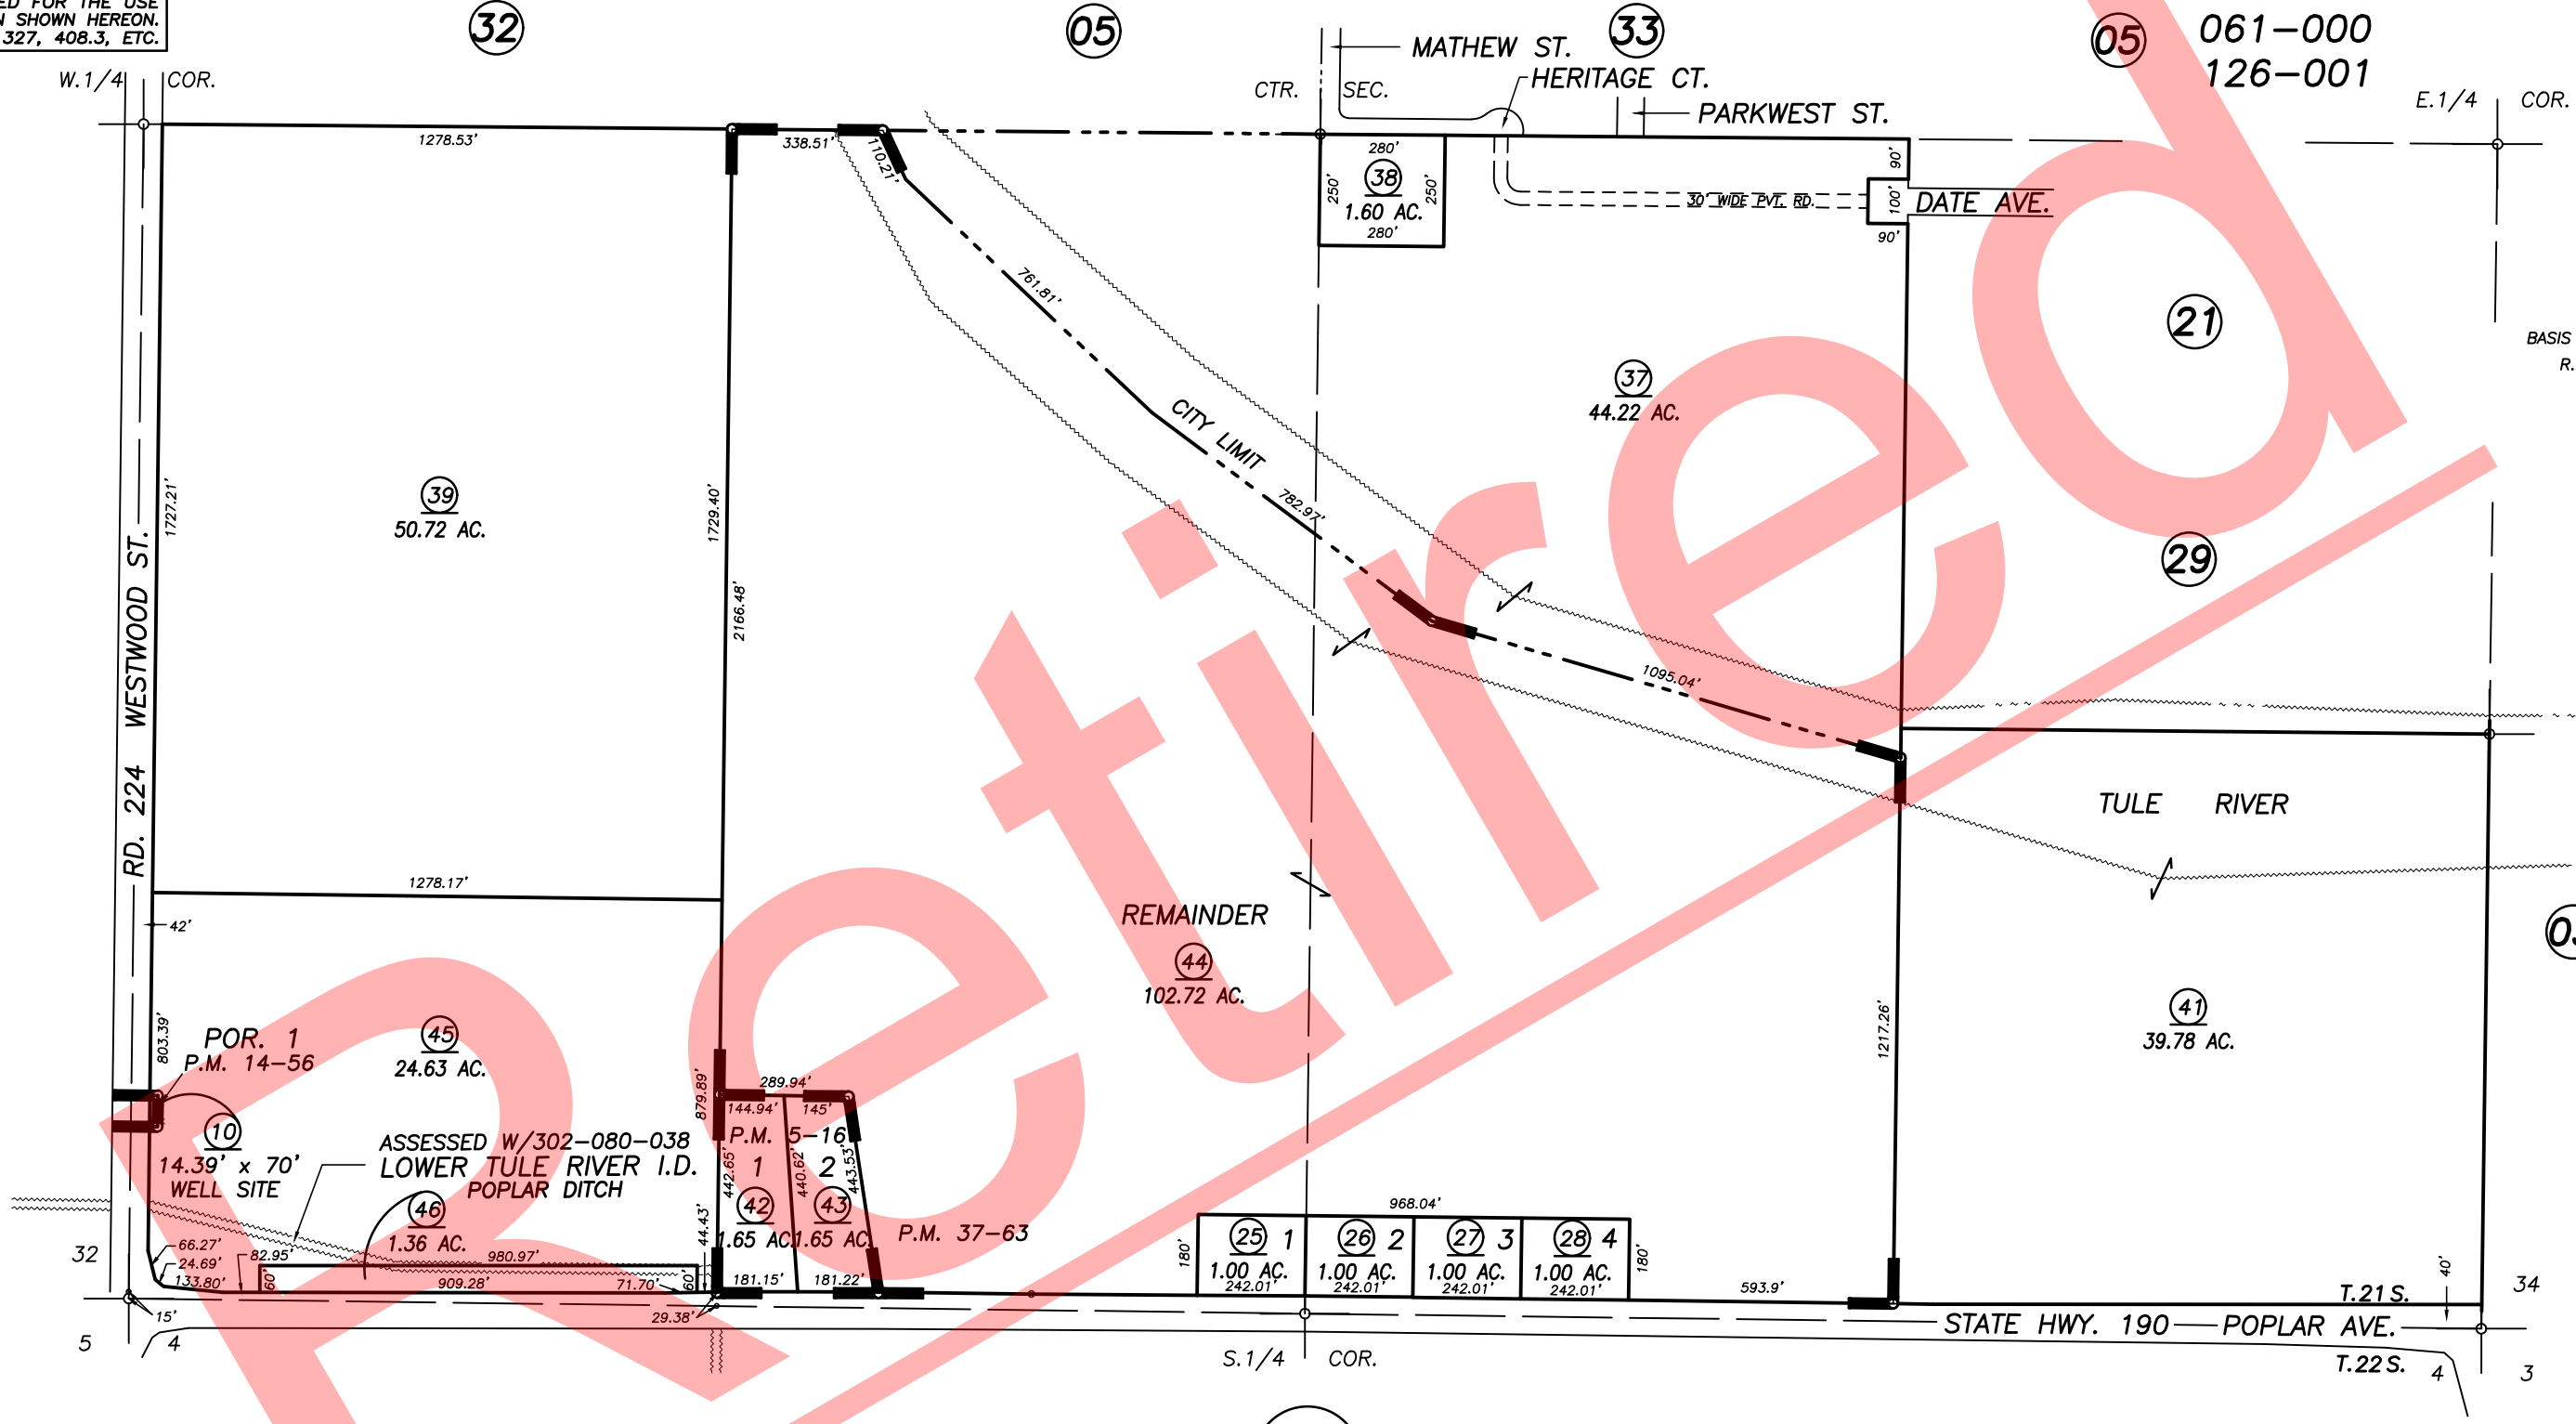 ED FOR THE USE
N SHOWN HEREON.
327, 408.3, ETC.
32
05
33
05
061-000
126-001
W.1/4 COR.
CTR. SEC.
MATHEW ST.
HERITAGE CT.
PARKWEST ST.
E.1/4 COR.
1278.53'
338.51'
110.21'
280'
250'
38
250'
1.60 AC.
280'
30' WIDE PVT. RD.
90'
100'
DATE AVE.
90'
761.81'
21
BASIS
R.
37
44.22 AC.
CITY LIMIT
39
50.72 AC.
1727.21'
1729.40'
2166.48'
782.97'
29
RD. 224 WESTWOOD ST.
1095.04'
TULE RIVER
1278.17'
42'
REMAINDER
44
102.72 AC.
03
803.39'
POR. 1
P.M. 14-56
45
24.63 AC.
1217.26'
41
39.78 AC.
879.89'
289.94'
144.94' 145'
10
14.39' x 70'
WELL SITE
ASSESSED W/302-080-038
LOWER TULE RIVER I.D.
POPLAR DITCH
P.M. 5-16
1 2
442.65'
440.62'
443.53'
42 43
1.65 AC. 1.65 AC.
P.M. 37-63
46
1.36 AC.
44.43'
968.04'
180'
25 1
26 2
27 3
28 4
180'
1.00 AC. 1.00 AC. 1.00 AC. 1.00 AC.
242.01' 242.01' 242.01' 242.01'
32
66.27'
24.69'
133.80'
82.95'
980.97'
60'
909.28'
71.70'
60'
181.15' 181.22'
593.9'
40'
T.21 S.
34
15'
29.38'
STATE HWY. 190 POPLAR AVE.
5 4
S.1/4 COR.
T.22 S.
4 3
Retired